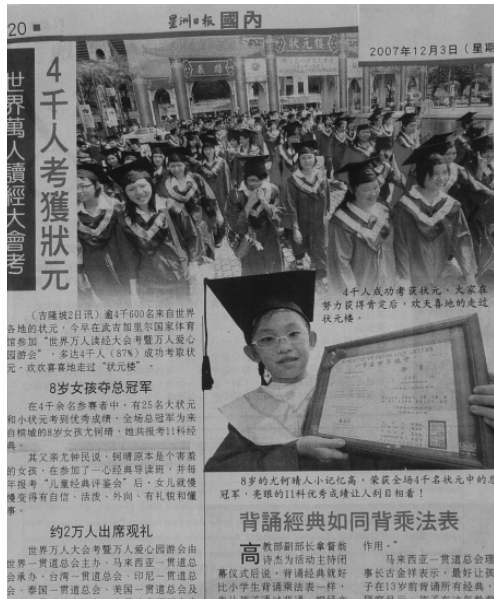 20
星洲日报 國內
2007年12月3日（星期
世界萬人讀經大會考
4千人考獲狀元
狀元樓
4千人成功考获状元，大家在
努力获得肯定后，欢天喜地的走过
状元楼。
（吉隆坡2日讯）逾4千600名来自世界
各地的状元，今早在武吉加里尔国家体育
馆参加“世界万人读经大会考暨万人爱心
园游会”，多达4千人（87%）成功考取状
元，欢欢喜喜地走过“状元楼”。
8岁女孩夺总冠军
在4千余名参赛者中，有25名大状元
和小状元考到优秀成绩，全场总冠军为来
自槟城的8岁女孩尤何晴，她共报考11科经
典。
其父亲尤钟民说，何晴原本是个害羞
的女孩，在参加了一心经典导读班，并每
年报考“儿童经典评鉴会”后，女儿就慢
慢变得有自信、活泼、外向、有礼貌和懂
事。
约2万人出席观礼
世界万人大会考暨万人爱心园游会由
世界一贯道总会主办、马来西亚一贯道总
会承办，台湾一贯道总会、印尼一贯道总
会、泰国一贯道总会、美国一贯道总会及
8岁的尤何晴人小记忆高，荣获全场4千名状元中的总
冠军，亮眼的11科优秀成绩让人刮目相看！
背誦經典如同背乘法表
高教部副部长拿督翁
诗杰为活动主持闭
幕仪式后说，背诵经典就好
比小学生背诵乘法表一样，
作用。”
马来西亚一贯道总会理
事长古金祥表示，最好让孩
子在13岁前背诵所有经典，